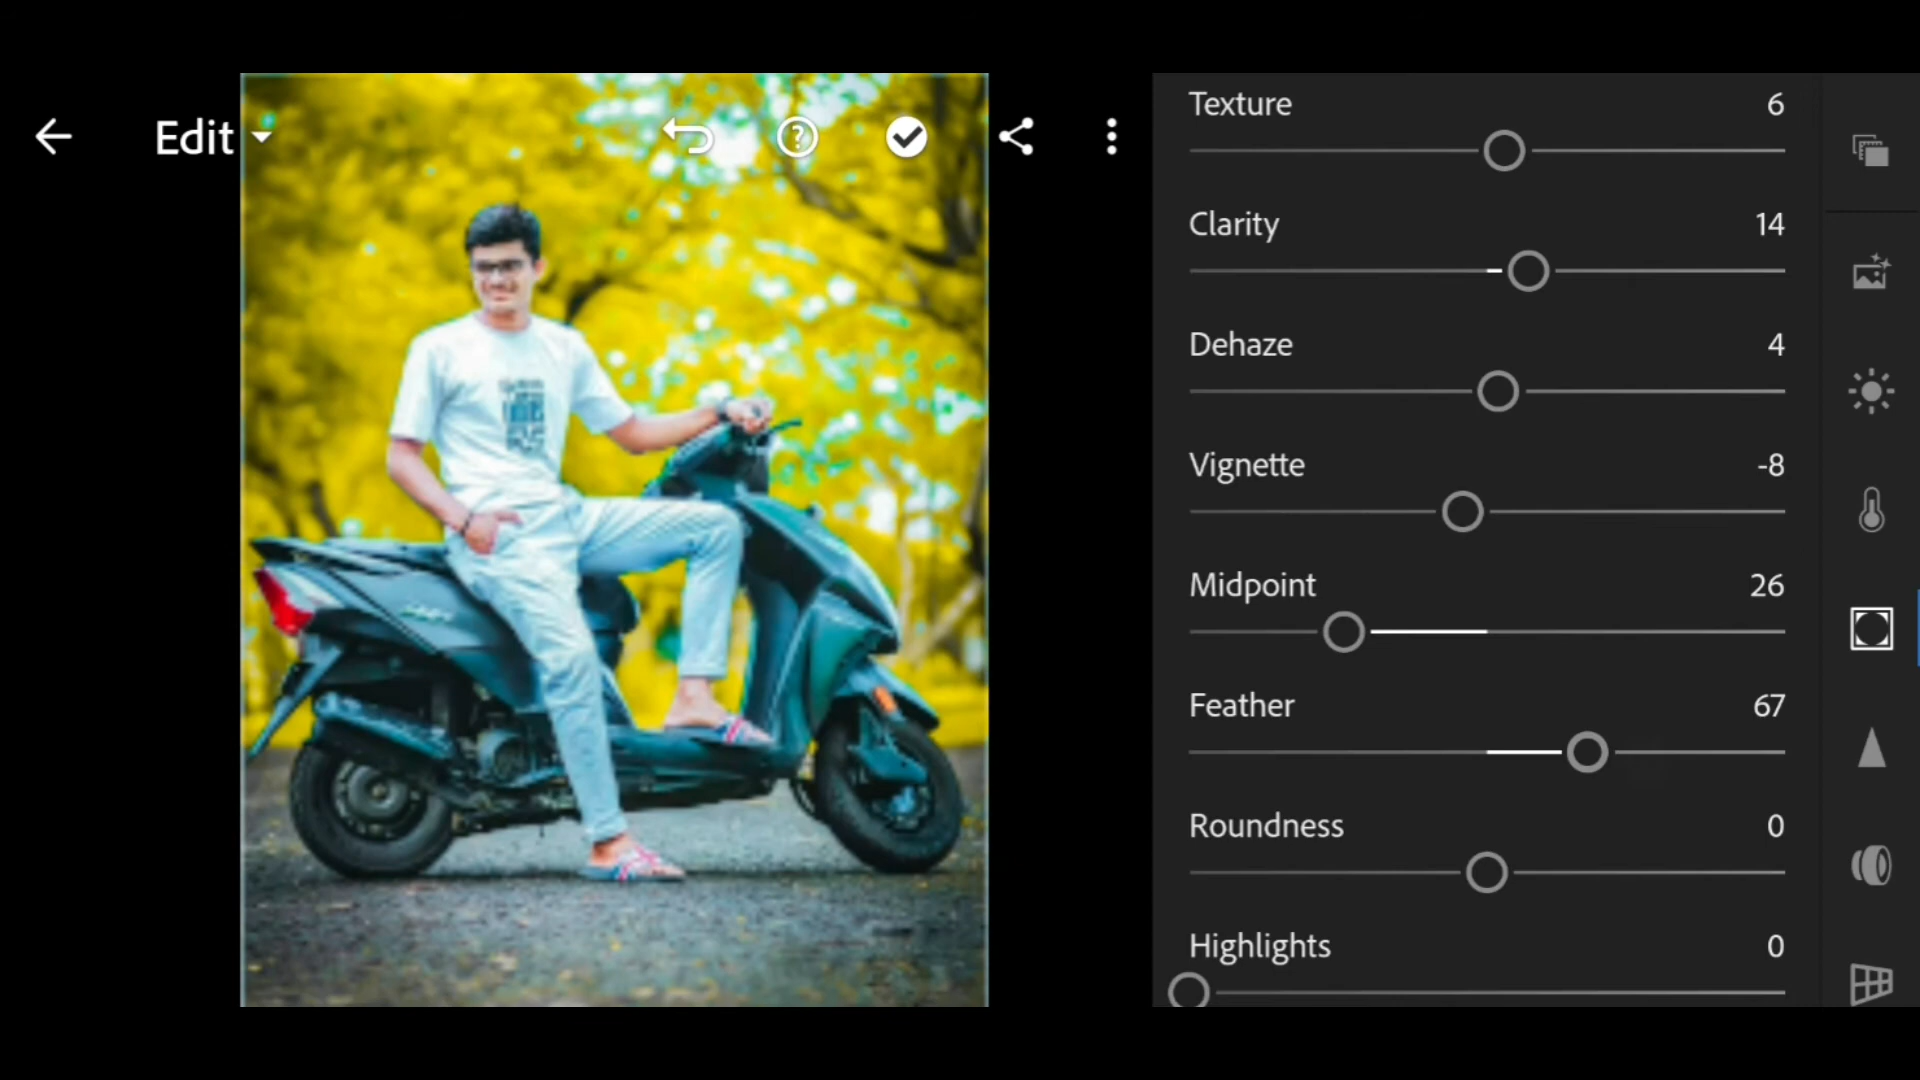 Edit
Texture 6
Clarity 14
Dehaze 4
Vignette -8
Midpoint 26
Feather 67
Roundness 0
Highlights 0